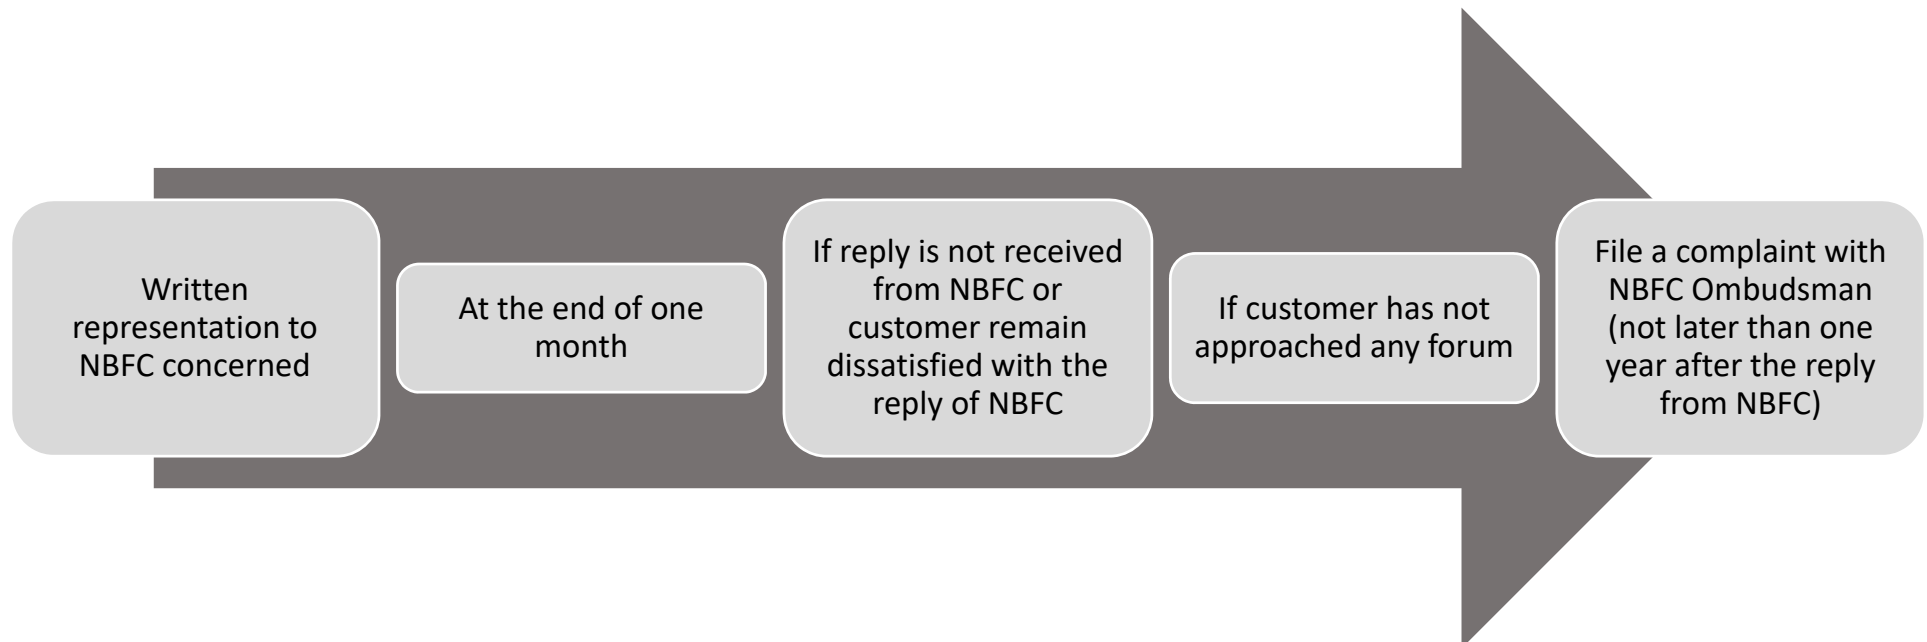 Written
representation to
NBFC concerned
At the end of one
month
If reply is not received
from NBFC or
customer remain
dissatisfied with the
reply of NBFC
If customer has not
approached any forum
File a complaint with
NBFC Ombudsman
(not later than one
year after the reply
from NBFC)